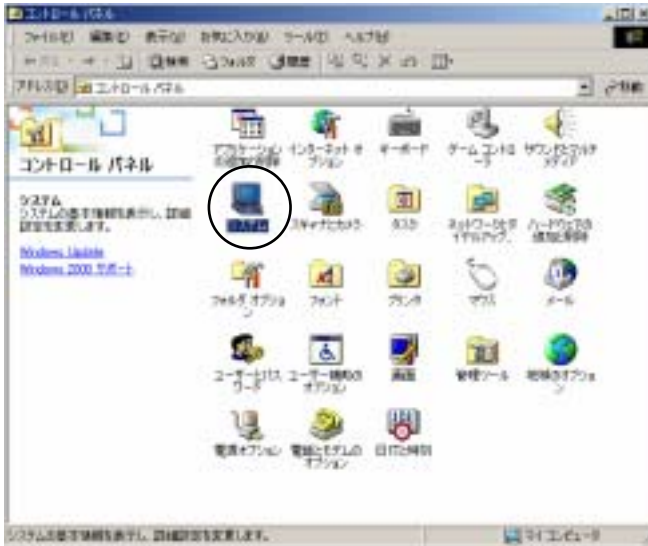 コントロール パネル
ファイル(F) 編集(E) 表示(V) お気に入り(A) ツール(T) ヘルプ(H)
検索 フォルダ 履歴
アドレス(D) コントロール パネル 移動
コントロール パネル
システム
システムの基本情報を表示し、詳細
設定を変更します。
Windows Update
Windows 2000 サポート
アプリケーション
の追加と削除
インターネット オ
プション
キーボード
ゲーム コントロ
ーラ
サウンドとマルチ
メディア
システム
スキャナとカメラ
タスク
ネットワークとダ
イヤルアップ..
ハードウェアの
追加と削除
フォルダ オプショ
ン
フォント
プリンタ
マウス
メール
ユーザーとパス
ワード
ユーザー補助の
オプション
画面
管理ツール
地域のオプショ
ン
電源オプション
電話とモデムの
オプション
日付と時刻
システムの基本情報を表示し、詳細設定を変更します。
マイ コンピュータ